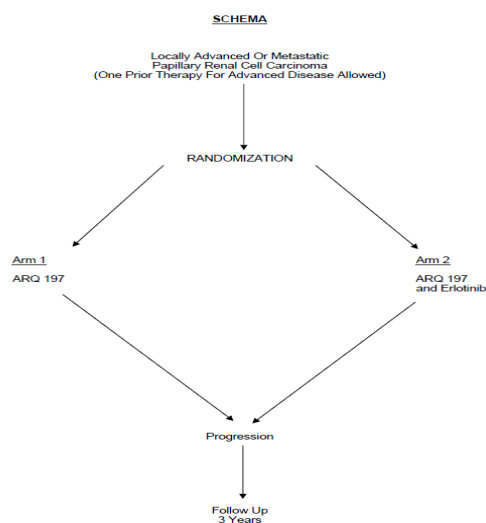 SCHEMA
Locally Advanced Or Metastatic
Papillary Renal Cell Carcinoma
(One Prior Therapy For Advanced Disease Allowed)
RANDOMIZATION
Arm 1
ARQ 197
Arm 2
ARQ 197
and Erlotinib
Progression
Follow Up
3 Years